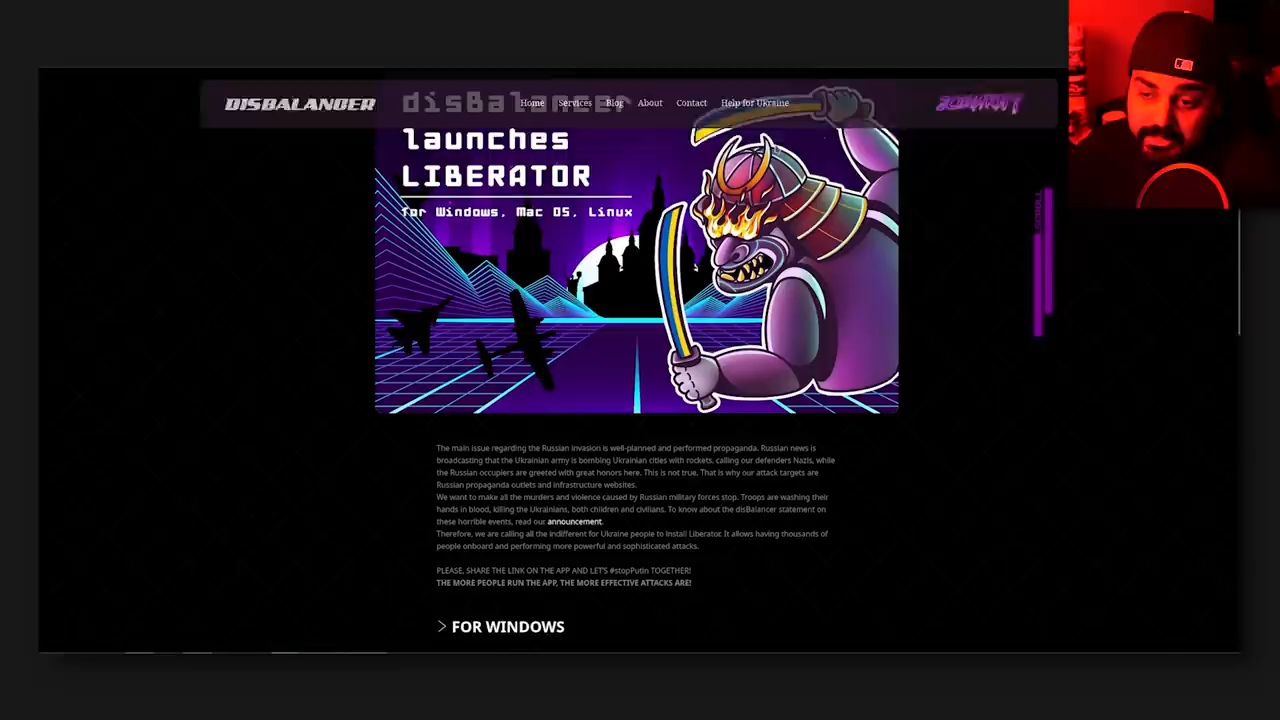 DISBALANCER
Home Services Blog About Contact Help for Ukraine
disBalancer
launches
LIBERATOR
for Windows, Mac OS, Linux
The main issue regarding the Russian invasion is well-planned and performed propaganda. Russian news is
broadcasting that the Ukrainian army is bombing Ukrainian cities with rockets, calling our defenders Nazis, while
the Russian occupiers are greeted with great honors here. This is not true. That is why our attack targets are
Russian propaganda outlets and infrastructure websites.
We want to make all the murders and violence caused by Russian military forces stop. Troops are washing their
hands in blood, killing the Ukrainians, both children and civilians. To know about the disBalancer statement on
these horrible events, read our announcement.
Therefore, we are calling all the indifferent for Ukraine people to install Liberator. It allows having thousands of
people onboard and performing more powerful and sophisticated attacks.
PLEASE, SHARE THE LINK ON THE APP AND LET'S #stopPutin TOGETHER!
THE MORE PEOPLE RUN THE APP, THE MORE EFFECTIVE ATTACKS ARE!
> FOR WINDOWS